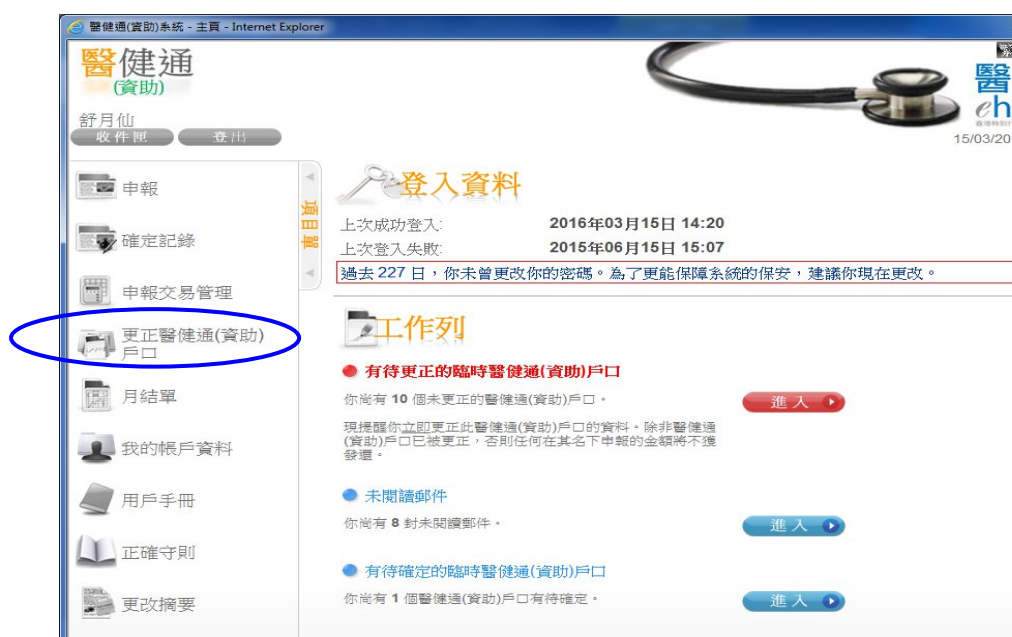 醫健通(資助)系統 - 主頁 - Internet Explorer
醫健通
(資助)
醫
eh
15/03/20
舒月仙
收件匣
登出
申報
確定記錄
申報交易管理
更正醫健通(資助)
戶口
月結單
我的帳戶資料
用戶手冊
正確守則
更改摘要
項目單
登入資料
上次成功登入: 2016年03月15日 14:20
上次登入失敗: 2015年06月15日 15:07
過去 227 日，你未曾更改你的密碼。為了更能保障系統的保安，建議你現在更改。
工作列
有待更正的臨時醫健通(資助)戶口
你尚有 10 個未更正的醫健通(資助)戶口。
進入
現提醒你立即更正此醫健通(資助)戶口的資料。除非醫健通
(資助)戶口已被更正，否則任何在其名下申報的金額將不獲
發還。
未閱讀郵件
你尚有 8 封未閱讀郵件。
進入
有待確定的臨時醫健通(資助)戶口
你尚有 1 個醫健通(資助)戶口有待確定。
進入